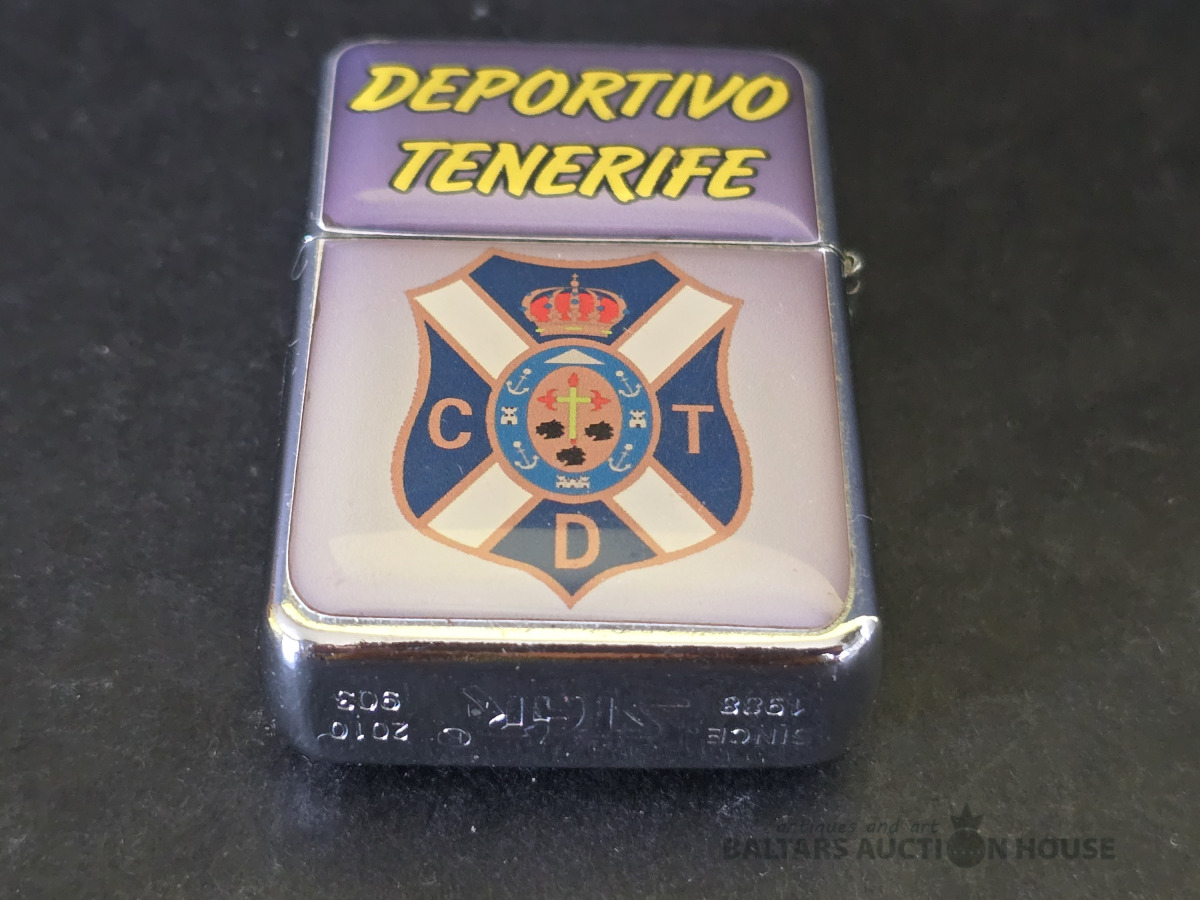 DEPORTIVO
TENERIFE
C T
D
SINCE
1988
2010
903
antiques and art
BALTARS AUCTION HOUSE